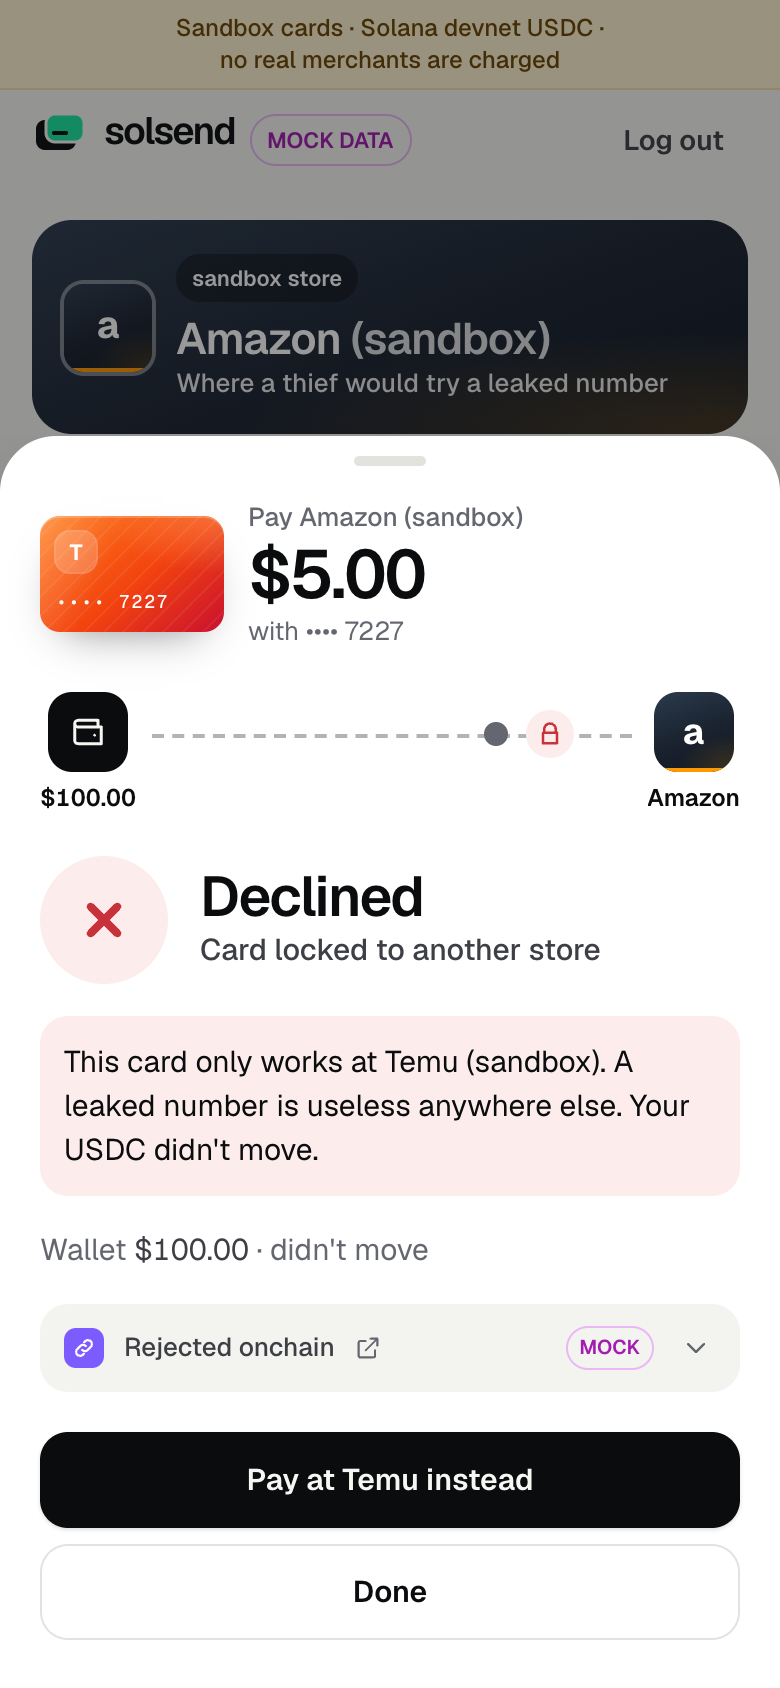 Sandbox cards · Solana devnet USDC ·
no real merchants are charged
solsend MOCK DATA Log out
sandbox store
a
Amazon (sandbox)
Where a thief would try a leaked number
Pay Amazon (sandbox)
T
$5.00
•••• 7227
with •••• 7227
a
$100.00 Amazon
Declined
Card locked to another store
This card only works at Temu (sandbox). A
leaked number is useless anywhere else. Your
USDC didn't move.
Wallet $100.00 · didn't move
Rejected onchain MOCK
Pay at Temu instead
Done